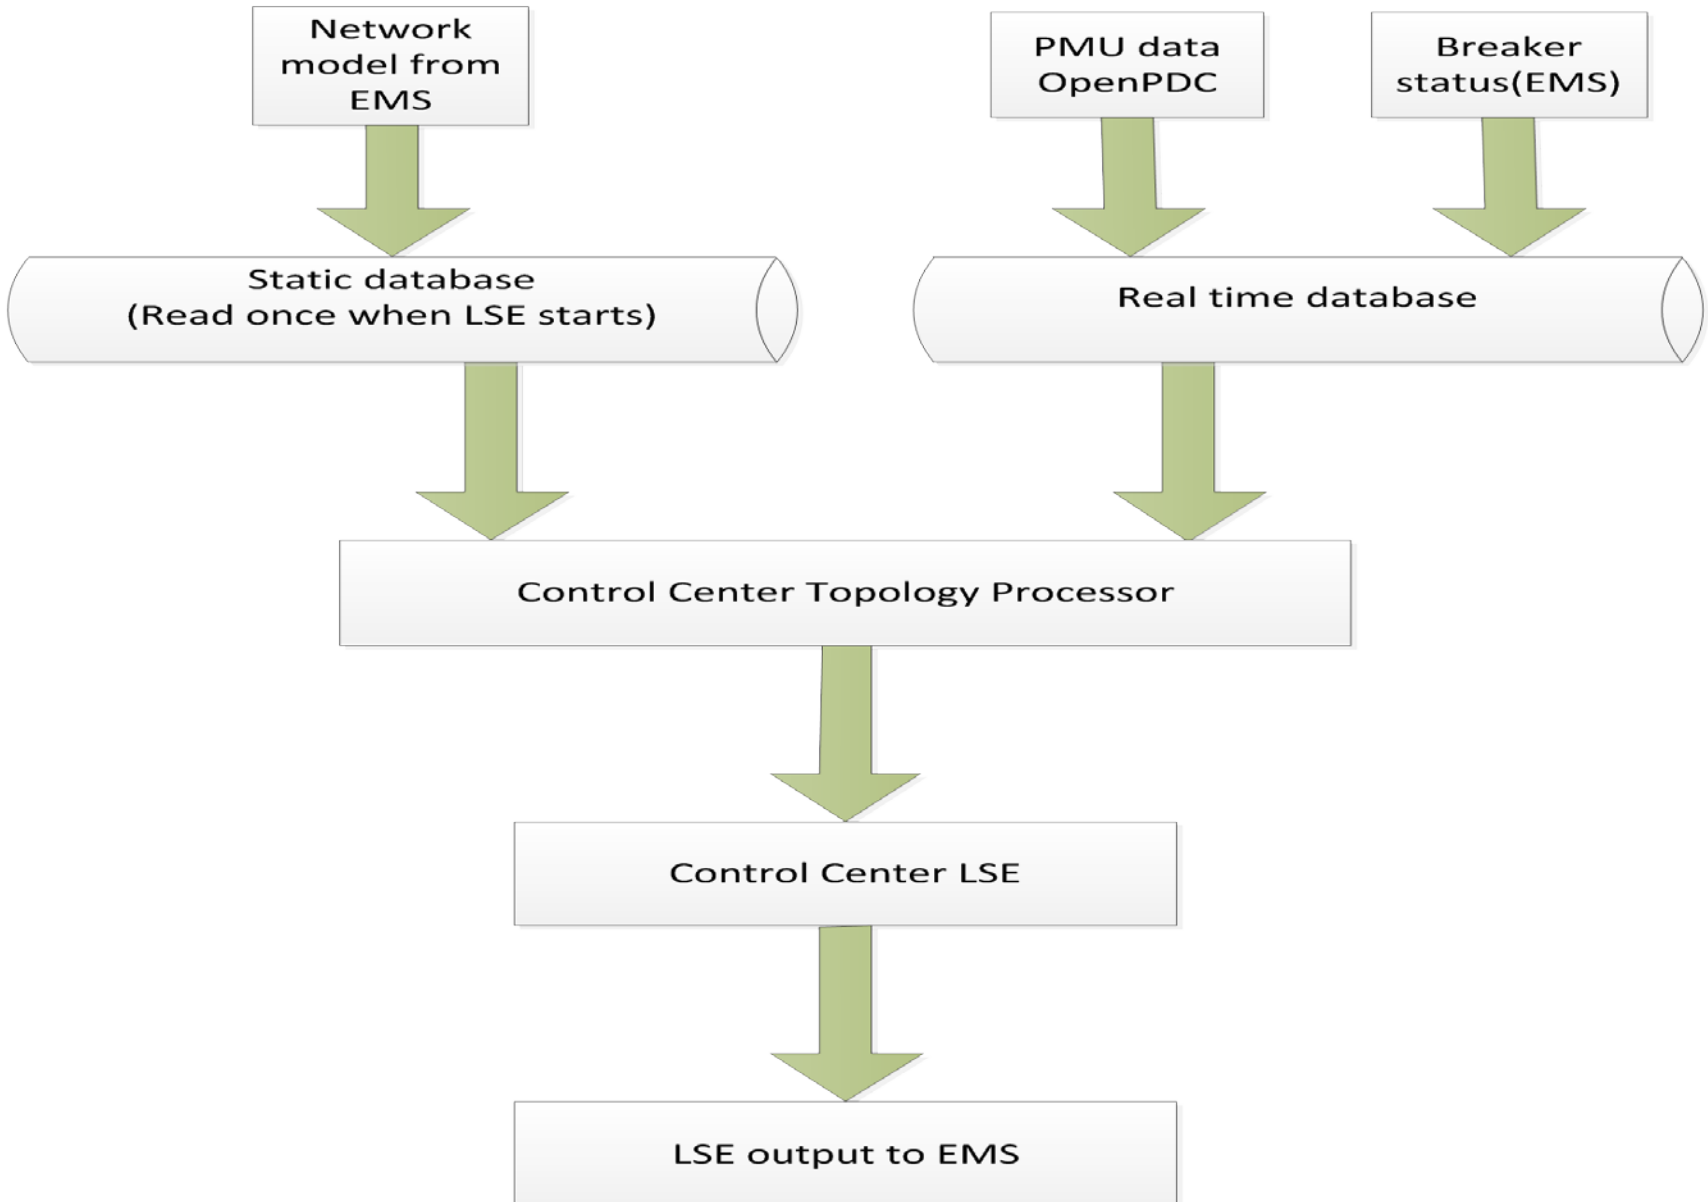 Network
model from
EMS
PMU data
OpenPDC
Breaker
status(EMS)
Static database
(Read once when LSE starts)
Real time database
Control Center Topology Processor
Control Center LSE
LSE output to EMS